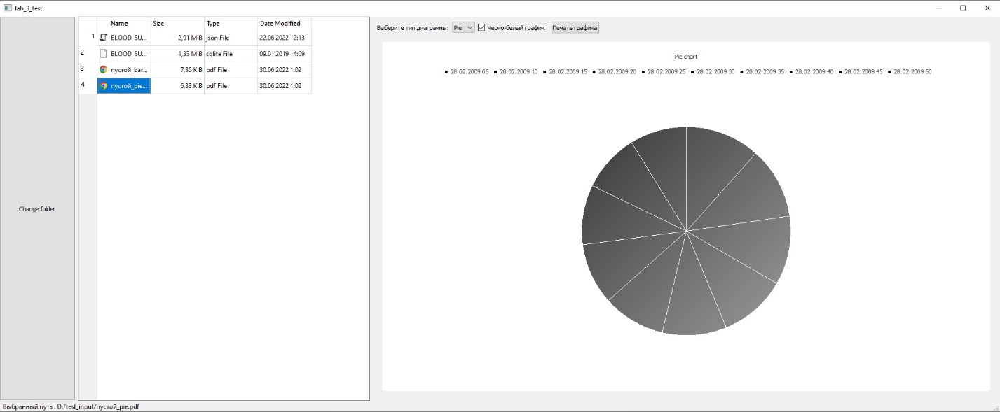 lab_3_test
Name Size Type Date Modified
1 BLOOD_SU... 2,91 MiB json File 22.06.2022 12:13
2 BLOOD_SU... 1,33 MiB sqlite File 09.01.2019 14:09
3 пустой_bar... 7,35 KiB pdf File 30.06.2022 1:02
4 пустой_pie... 6,33 KiB pdf File 30.06.2022 1:02
Change folder
Выберите тип диаграммы: Pie Черно-белый график Печать графика
Pie chart
28.02.2009 05 28.02.2009 10 28.02.2009 15 28.02.2009 20 28.02.2009 25 28.02.2009 30 28.02.2009 35 28.02.2009 40 28.02.2009 45 28.02.2009 50
Выбранный путь : D:/test_input/пустой_pie.pdf